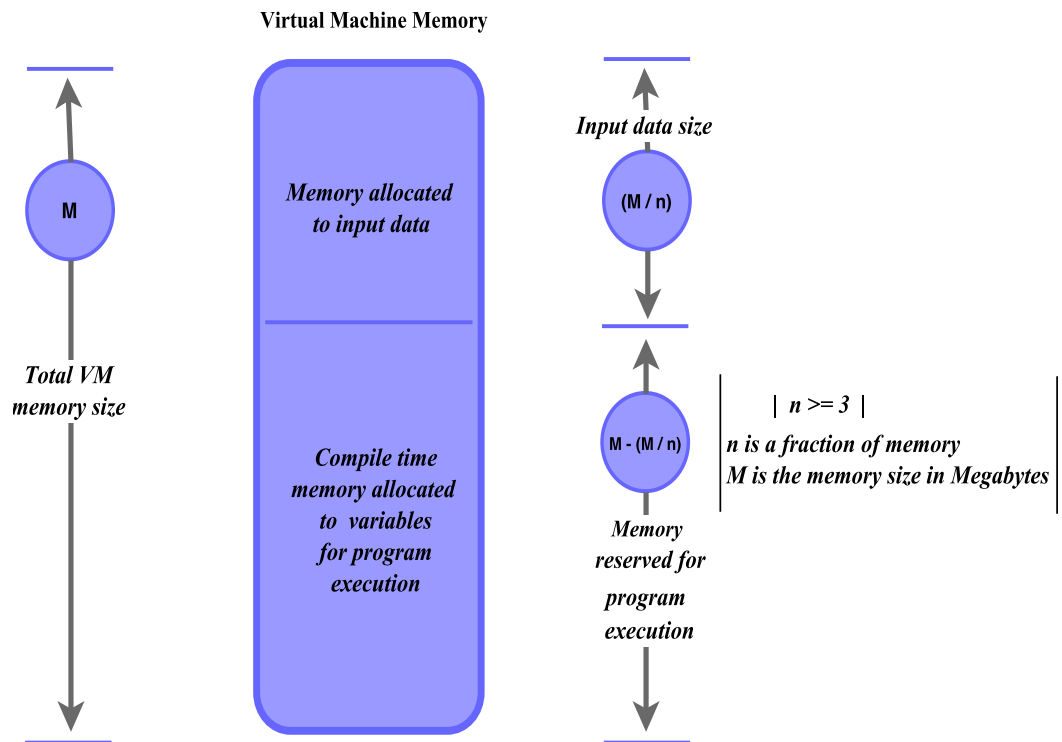 Virtual Machine Memory
M
Total VM
memory size
Memory allocated
to input data
Compile time
memory allocated
to variables
for program
execution
Input data size
(M / n)
M - (M / n)
Memory
reserved for
program
execution
| n >= 3 |
n is a fraction of memory
M is the memory size in Megabytes